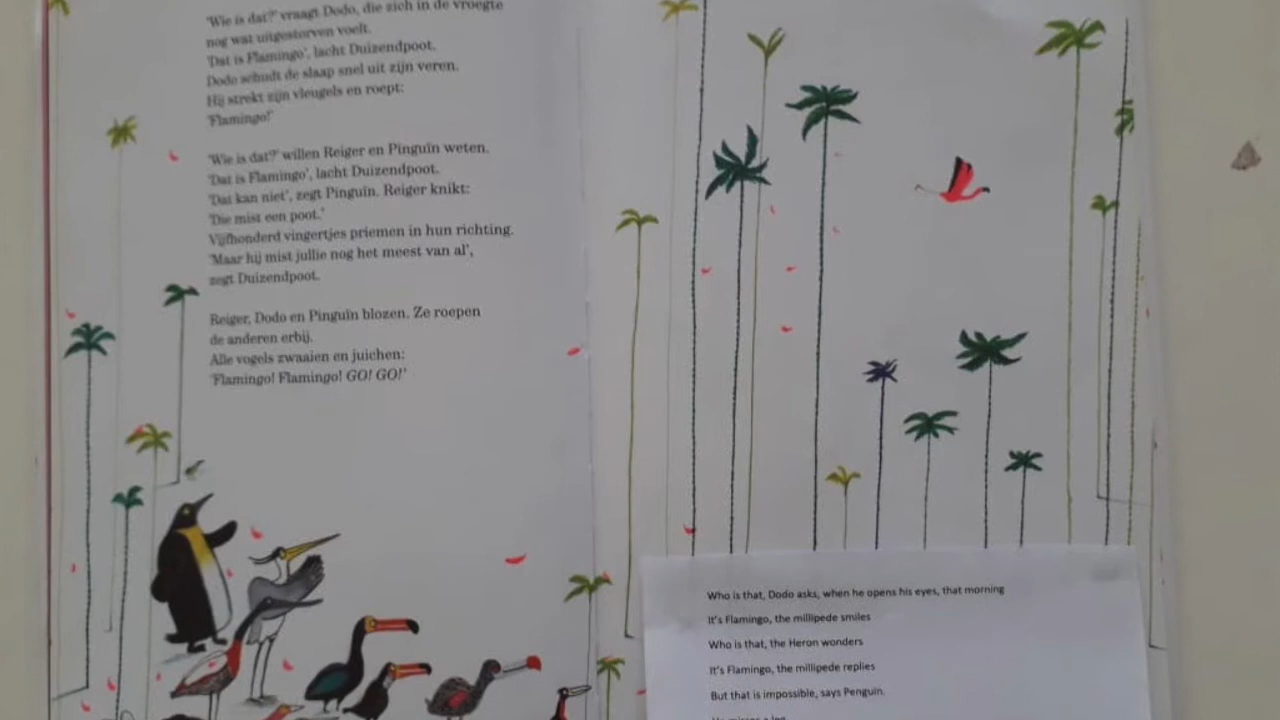 'Wie is dat?' vraagt Dodo, die zich in de vroegte
nog wat uitgestorven voelt.
'Dat is Flamingo', lacht Duizendpoot.
Dodo schudt de slaap snel uit zijn veren.
Hij strekt zijn vleugels en roept:
'Flamingo!'
'Wie is dat?' willen Reiger en Pinguïn weten.
'Dat is Flamingo', lacht Duizendpoot.
'Dat kan niet', zegt Pinguïn. Reiger knikt:
'Die mist een poot.'
Vijfhonderd vingertjes priemen in hun richting.
'Maar hij mist jullie nog het meest van al',
zegt Duizendpoot.
Reiger, Dodo en Pinguïn blozen. Ze roepen
de anderen erbij.
Alle vogels zwaaien en juichen:
'Flamingo! Flamingo! GO! GO!'
Who is that, Dodo asks, when he opens his eyes, that morning
It's Flamingo, the millipede smiles
Who is that, the Heron wonders
It's Flamingo, the millipede replies
But that is impossible, says Penguin.